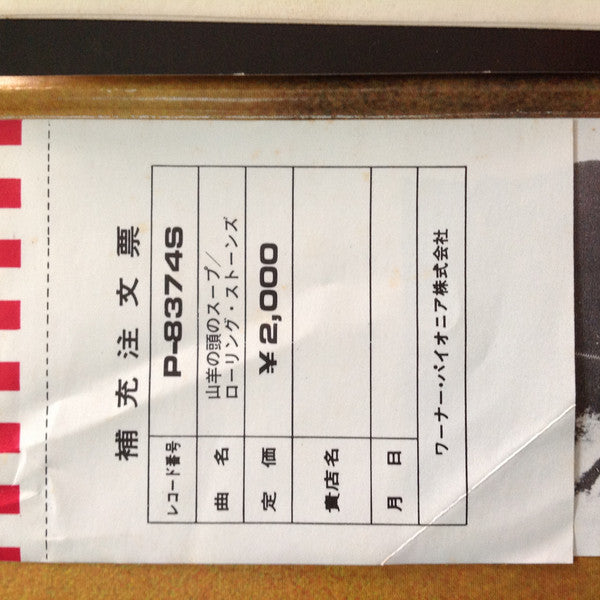 補充注文票
レコード番号 P-8374S
曲名 山羊の頭のスープ/
ローリング・ストーンズ
定価 ¥2,000
貴店名
月 日
ワーナー・パイオニア株式会社